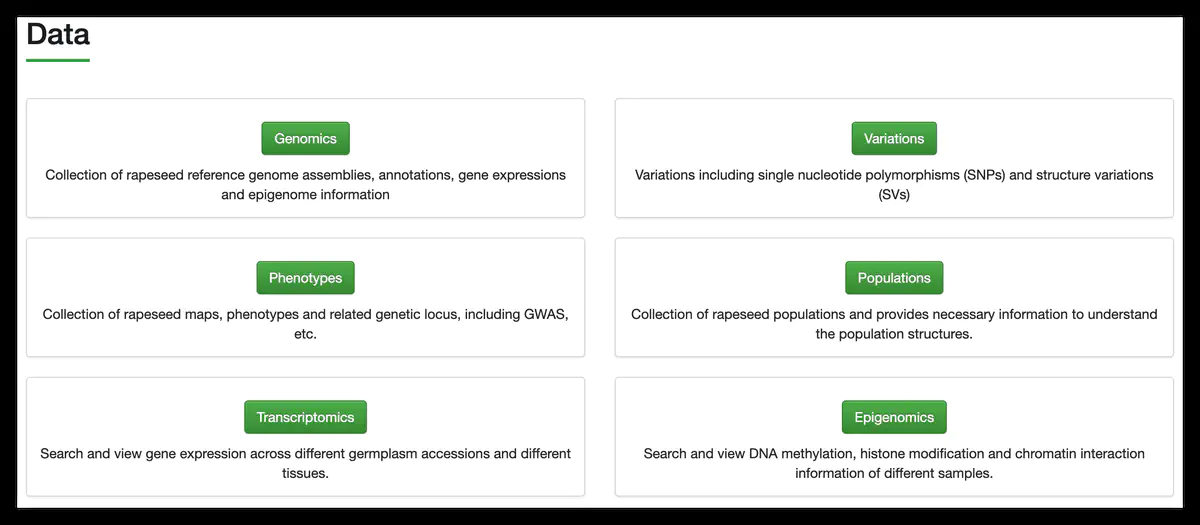 Data
Genomics
Collection of rapeseed reference genome assemblies, annotations, gene expressions
and epigenome information
Variations
Variations including single nucleotide polymorphisms (SNPs) and structure variations
(SVs)
Phenotypes
Collection of rapeseed maps, phenotypes and related genetic locus, including GWAS,
etc.
Populations
Collection of rapeseed populations and provides necessary information to understand
the population structures.
Transcriptomics
Search and view gene expression across different germplasm accessions and different
tissues.
Epigenomics
Search and view DNA methylation, histone modification and chromatin interaction
information of different samples.